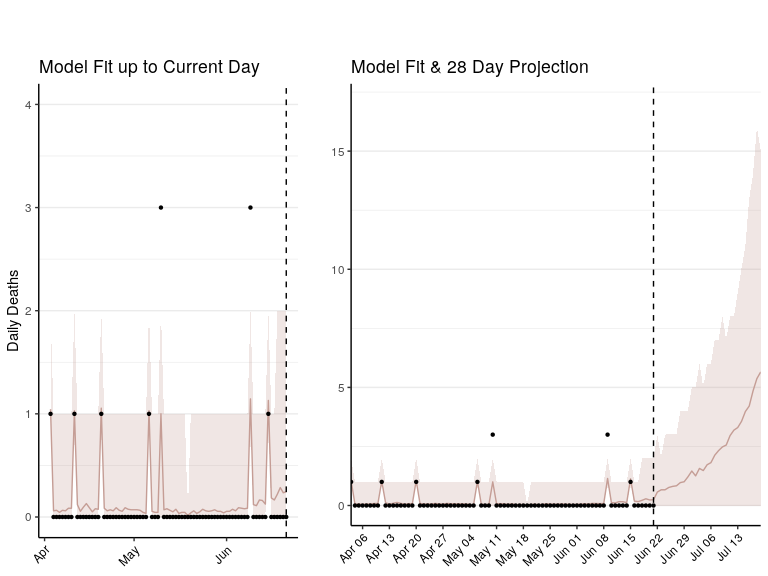 Model Fit up to Current Day
Model Fit & 28 Day Projection
Daily Deaths
4
3
2
1
0
Apr
May
Jun
15
10
5
0
Apr 06
Apr 13
Apr 20
Apr 27
May 04
May 11
May 18
May 25
Jun 01
Jun 08
Jun 15
Jun 22
Jun 29
Jul 06
Jul 13